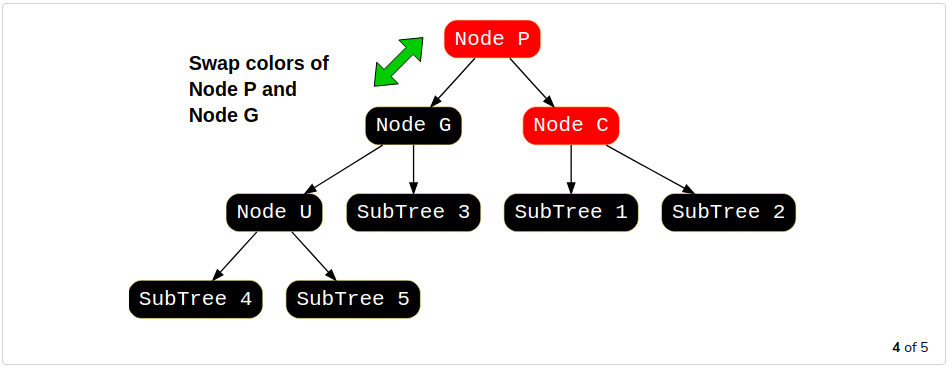 Node P
Swap colors of
Node P and
Node G
Node G
Node C
Node U
SubTree 3
SubTree 1
SubTree 2
SubTree 4
SubTree 5
4 of 5